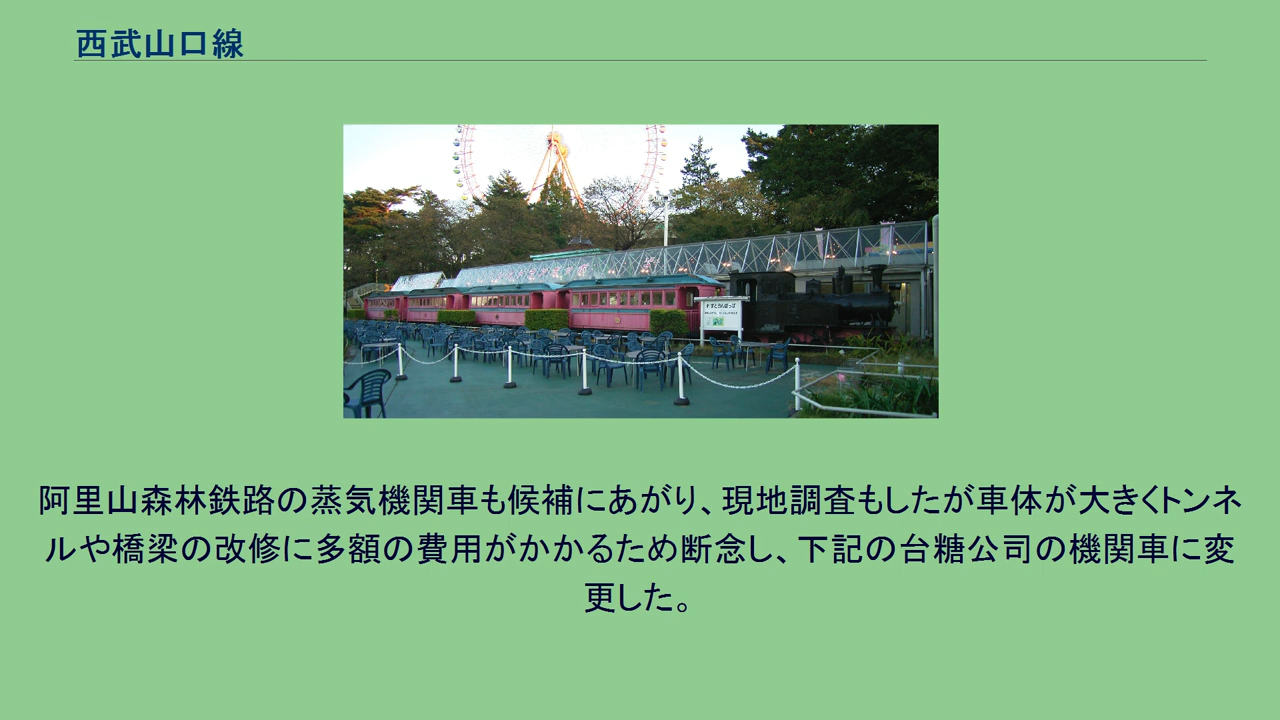 西武山口線
阿里山森林鉄路の蒸気機関車も候補にあがり、現地調査もしたが車体が大きくトンネ
ルや橋梁の改修に多額の費用がかかるため断念し、下記の台糖公司の機関車に変
更した。